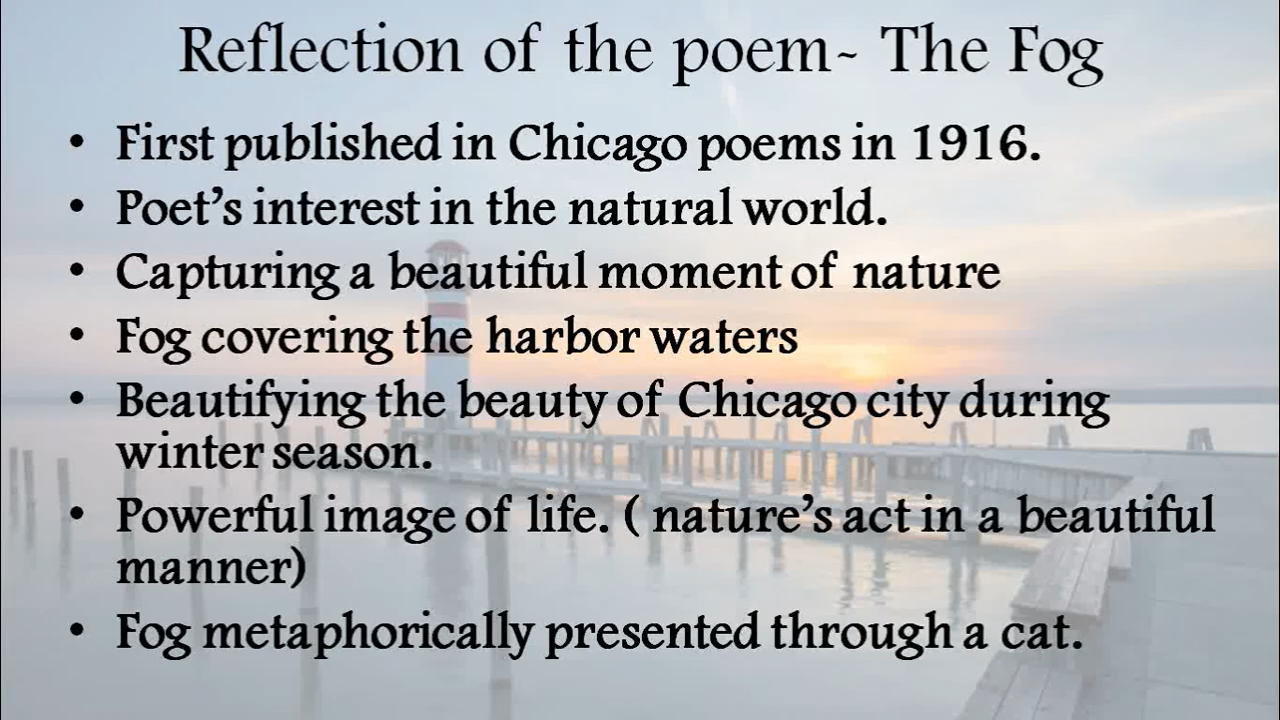 Reflection of the poem- The Fog
• First published in Chicago poems in 1916.
• Poet's interest in the natural world.
• Capturing a beautiful moment of nature
• Fog covering the harbor waters
• Beautifying the beauty of Chicago city during
winter season.
• Powerful image of life. ( nature's act in a beautiful
manner)
• Fog metaphorically presented through a cat.